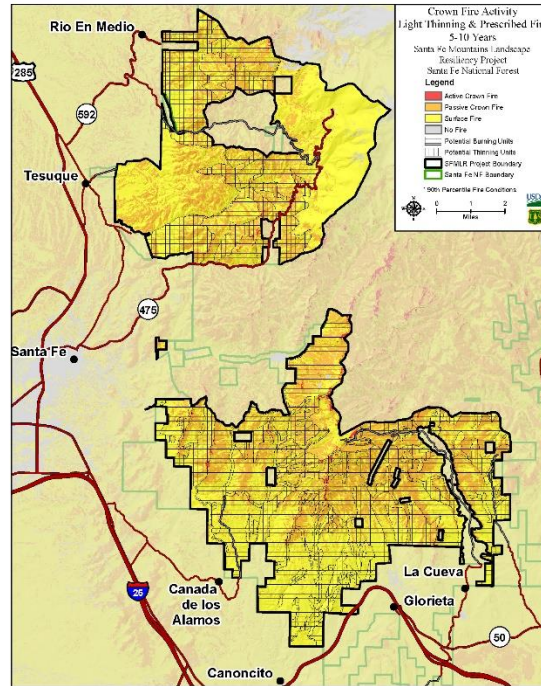 Crown Fire Activity
Light Thinning & Prescribed Fire
5-10 Years
Santa Fe Mountains Landscape
Resiliency Project
Santa Fe National Forest
Legend
Active Crown Fire
Passive Crown Fire
Surface Fire
No Fire
Potential Burning Units
Potential Thinning Units
SFMLR Project Boundary
Santa Fe NF Boundary
* 90th Percentile Fire Conditions
0 .5 1 2
Miles
USDA
Rio En Medio
285
592
Tesuque
475
Santa Fe
La Cueva
Canada
de los
Alamos
Glorieta
25
50
Canoncito